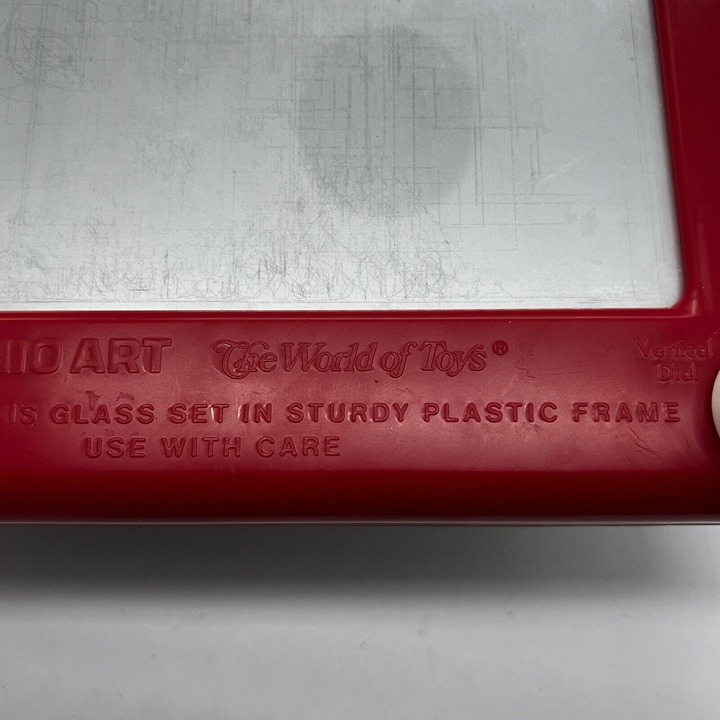 IO ART The World of Toys®
Vertical
Dial
IS GLASS SET IN STURDY PLASTIC FRAME
USE WITH CARE